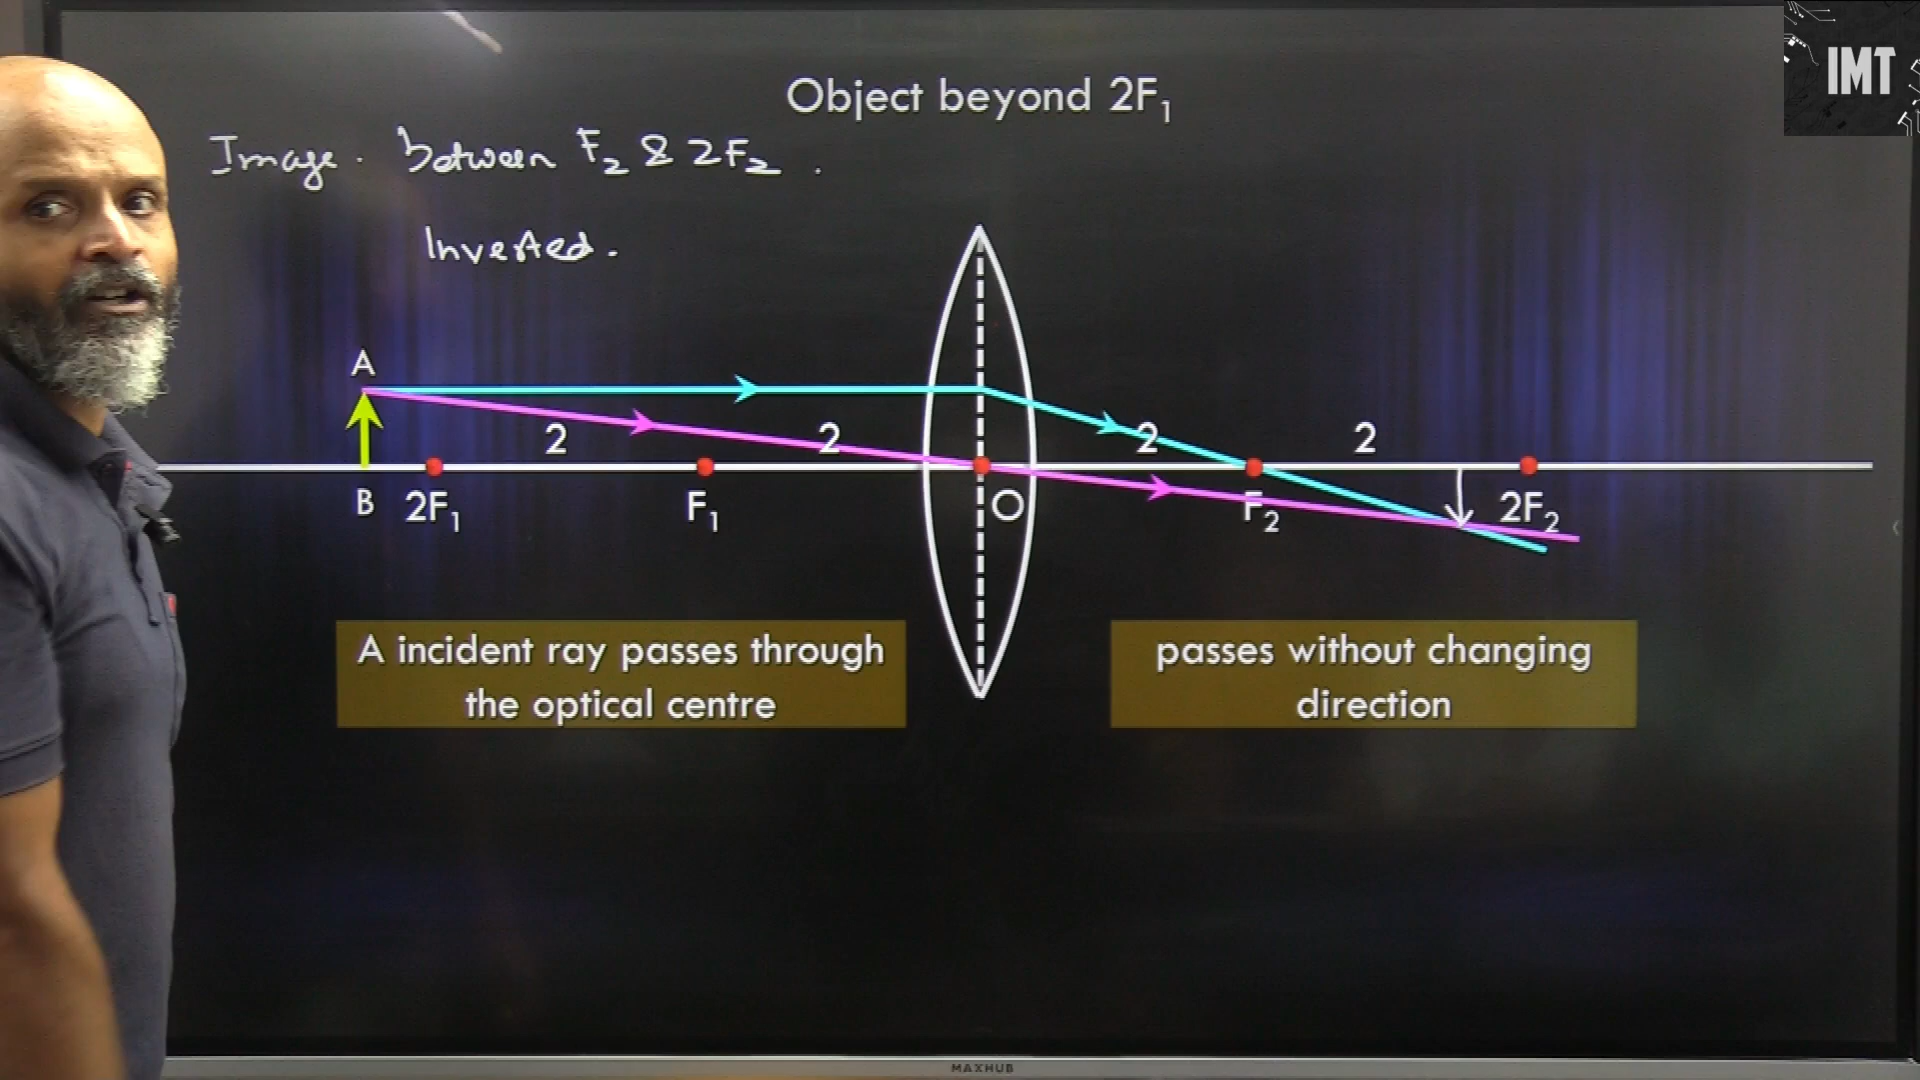 IMT
Object beyond 2F₁
Image. between F₂ & 2F₂.
Inverted.
A
2 2 2 2
B 2F₁ F₁ O F₂ 2F₂
A incident ray passes through
the optical centre
passes without changing
direction
MAXHUB